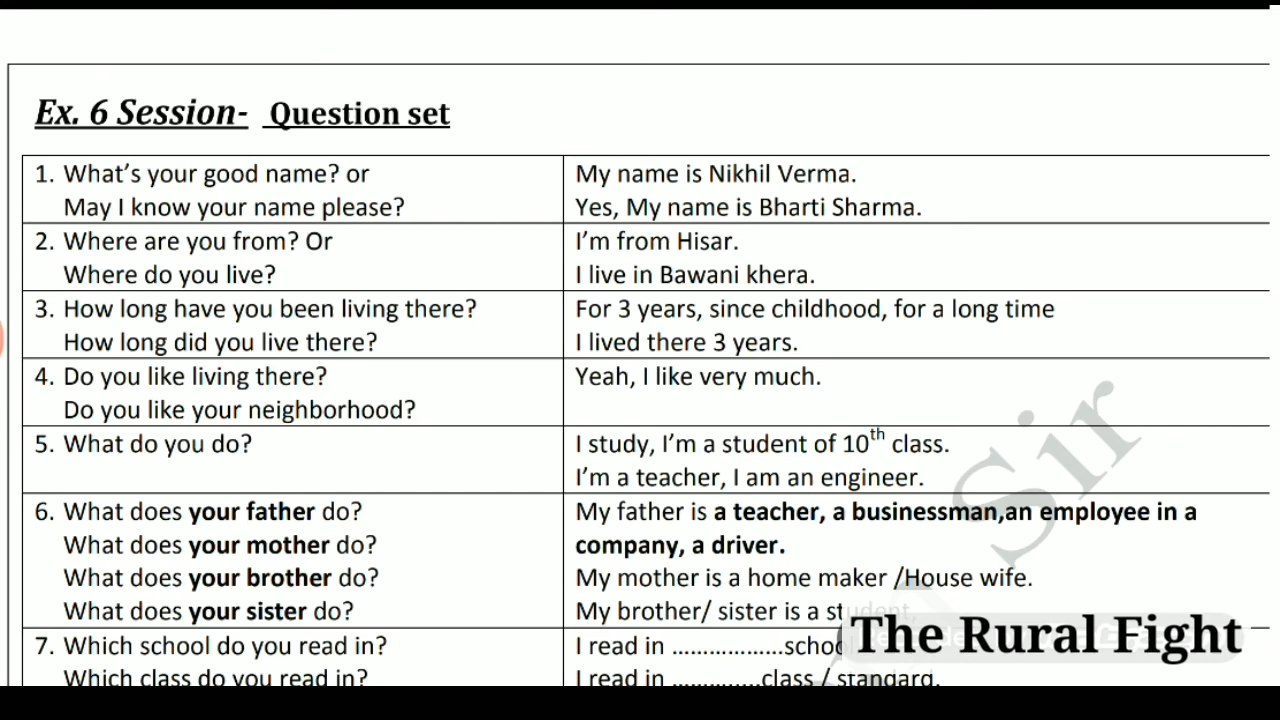 Ex. 6 Session- Question set
1. What's your good name? or
May I know your name please?
My name is Nikhil Verma.
Yes, My name is Bharti Sharma.
2. Where are you from? Or
Where do you live?
I'm from Hisar.
I live in Bawani khera.
3. How long have you been living there?
How long did you live there?
For 3 years, since childhood, for a long time
I lived there 3 years.
4. Do you like living there?
Do you like your neighborhood?
Yeah, I like very much.
5. What do you do?
I study, I'm a student of 10th class.
I'm a teacher, I am an engineer.
6. What does your father do?
What does your mother do?
What does your brother do?
What does your sister do?
My father is a teacher, a businessman,an employee in a
company, a driver.
My mother is a home maker /House wife.
My brother/ sister is a student,
7. Which school do you read in?
Which class do you read in?
I read in ..................school
I read in ..............class / standard.
Sir
The Rural Fight